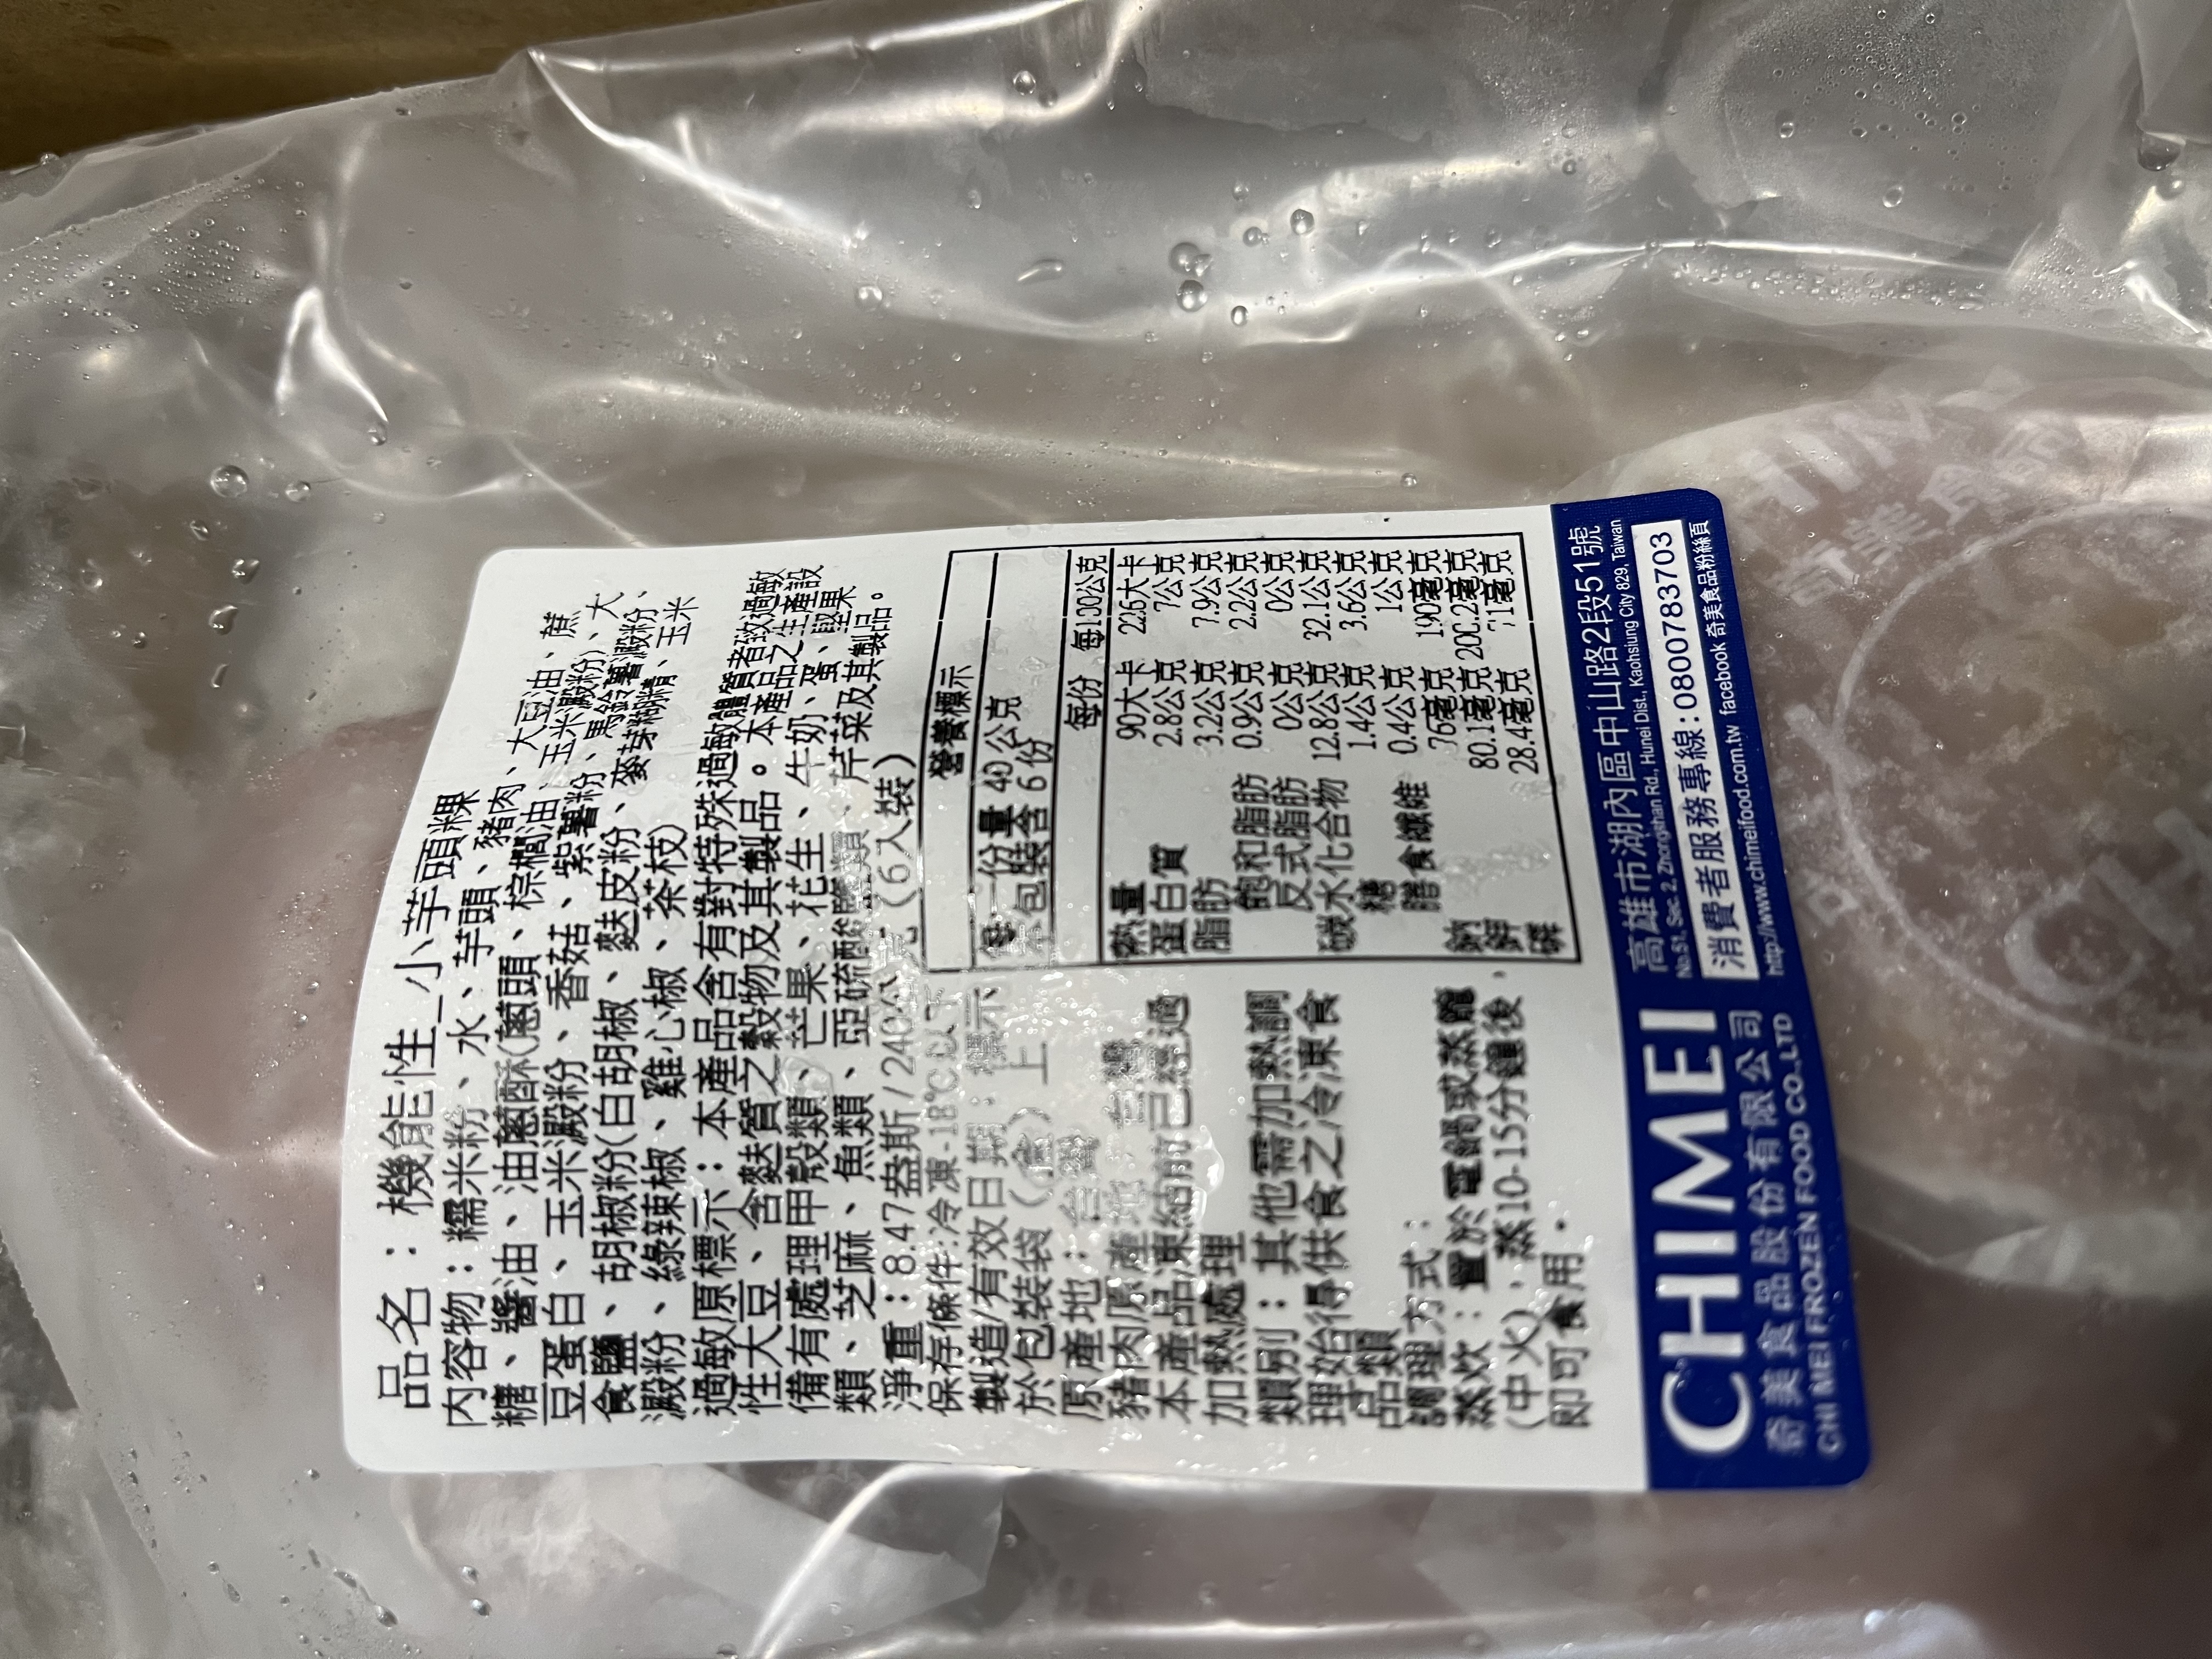 品名：機能性_小芋頭粿
內容物：糯米粉、水、芋頭、豬肉、大豆油、蔗
糖、醬油、油蔥酥(蔥頭、棕櫚油、玉米澱粉)、大
豆蛋白、玉米澱粉、香菇、紫薯粉、馬鈴薯澱粉、
食鹽、胡椒粉(白胡椒、麩皮粉、麥芽糊精、玉米
澱粉、綠辣椒、雞心椒、茶枝)
過敏原標示：本產品含有對特殊過敏體質者致過敏
性大豆、含麩質之穀物及其製品。本產品之生產設
備有處理甲殼類、芒果、花生、牛奶、蛋、堅果
類、芝麻、魚類、亞硫酸鹽類、芹菜及其製品。
淨重：8.47盎斯/240公克（6入裝）
保存條件:冷凍-18℃以下
製造/有效日期：標示
於包裝袋（盒）上
原產地：台灣
豬肉原產地:台灣
本產品凍結前已經過
加熱處理
類別：其他需加熱調
理始得供食之冷凍食
品類
調理方式：
蒸炊：置於電鍋或蒸籠
(中火)，蒸10-15分鐘後，
即可食用。
營養標示
每一份量 40公克
本包裝含 6 份
每份 每100公克
熱量 90大卡 226大卡
蛋白質 2.8公克 7公克
脂肪 3.2公克 7.9公克
飽和脂肪 0.9公克 2.2公克
反式脂肪 0公克 0公克
碳水化合物 12.8公克 32.1公克
糖 1.4公克 3.6公克
膳食纖維 0.4公克 1公克
鈉 76毫克 190毫克
鉀 80.1毫克 200.2毫克
磷 28.4毫克 71毫克
CHIMEI
奇美食品股份有限公司
CHI MEI FROZEN FOOD CO.,LTD
高雄市湖內區中山路2段51號
No.51, Sec. 2, Zhongshan Rd., Hunei Dist., Kaohsiung City 829, Taiwan
消費者服務專線:0800783703
http://www.chimeifood.com.tw facebook 奇美食品粉絲頁
奇美食品